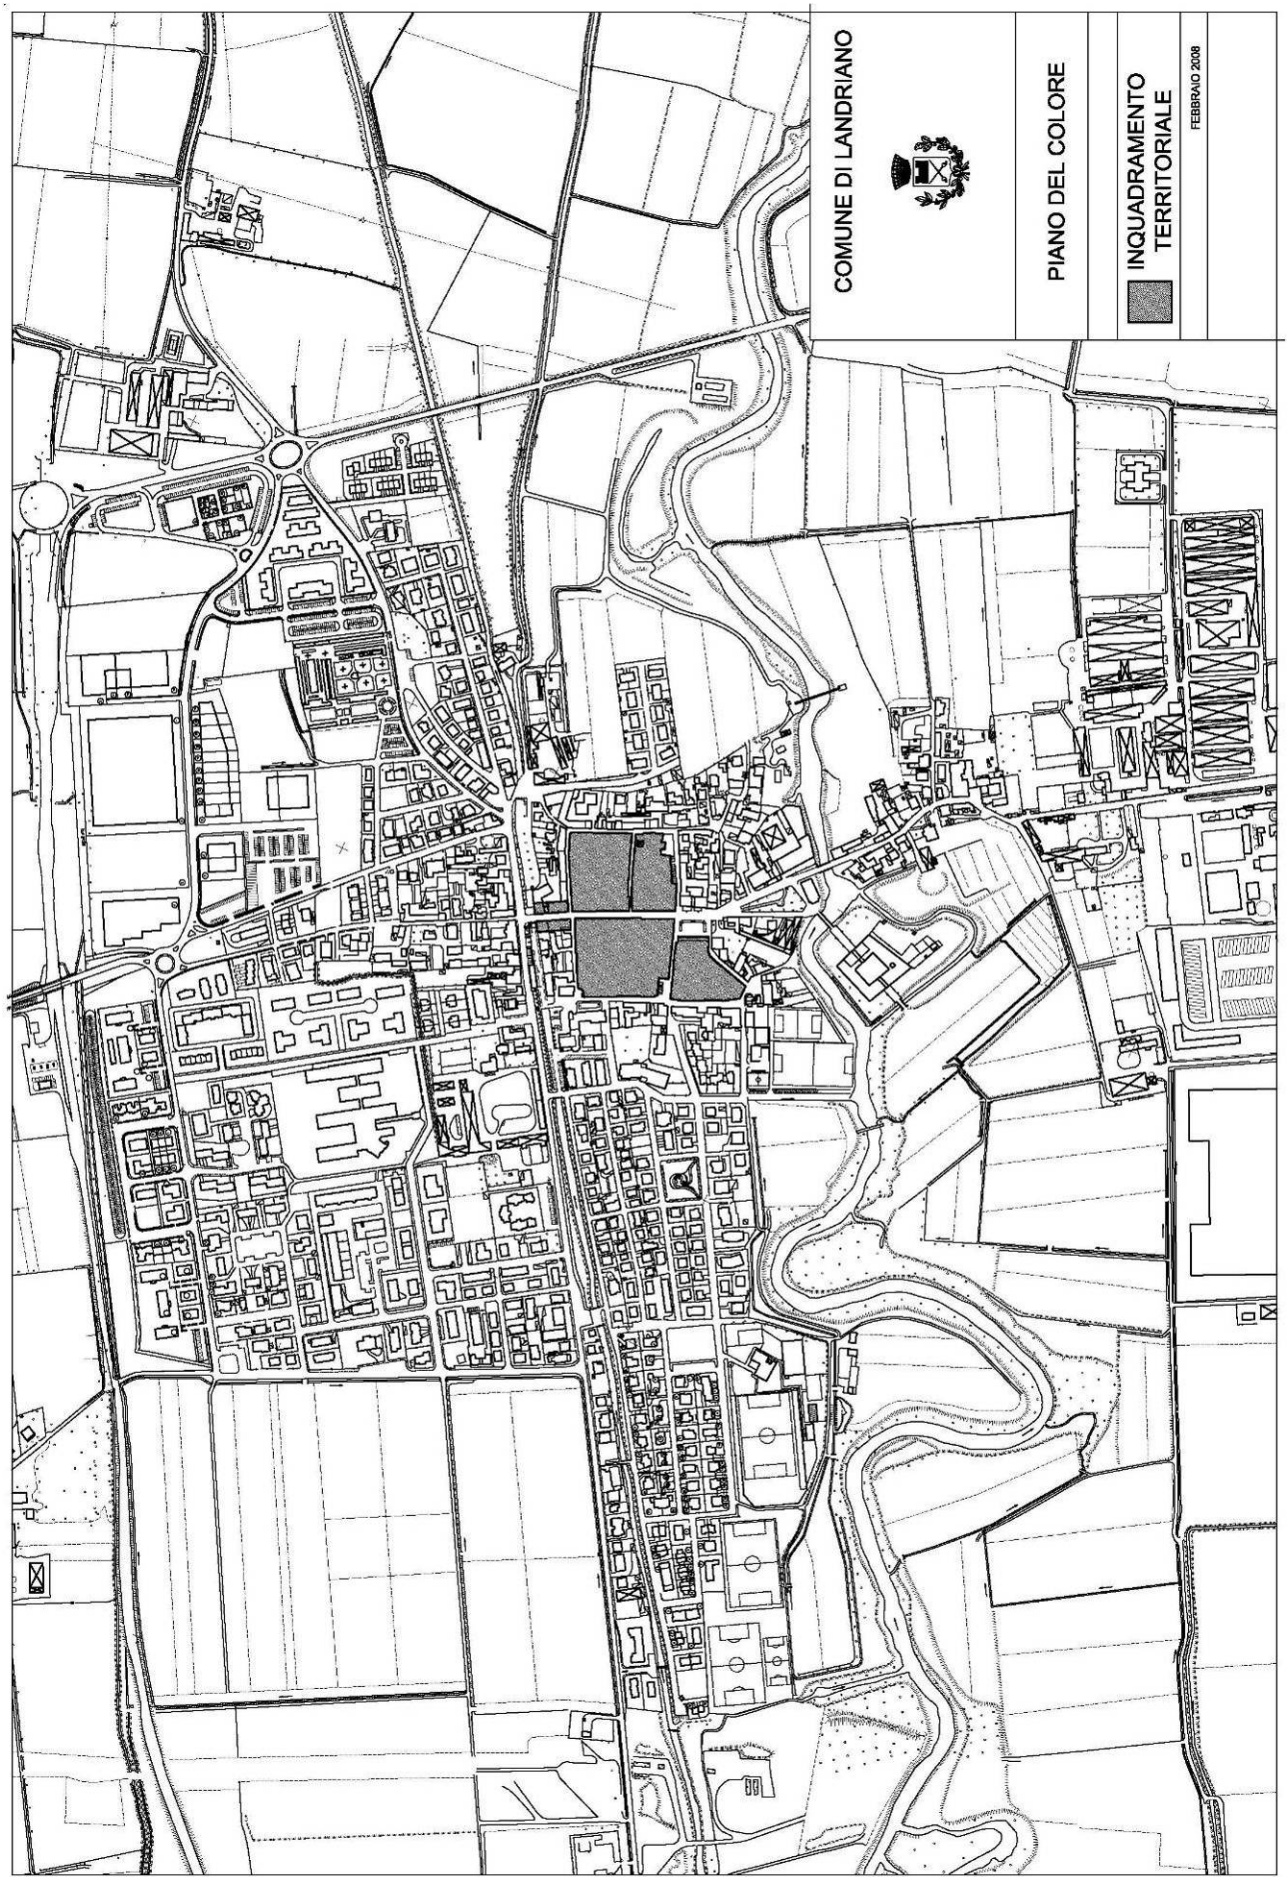 COMUNE DI LANDRIANO
PIANO DEL COLORE
INQUADRAMENTO
TERRITORIALE
FEBBRAIO 2008